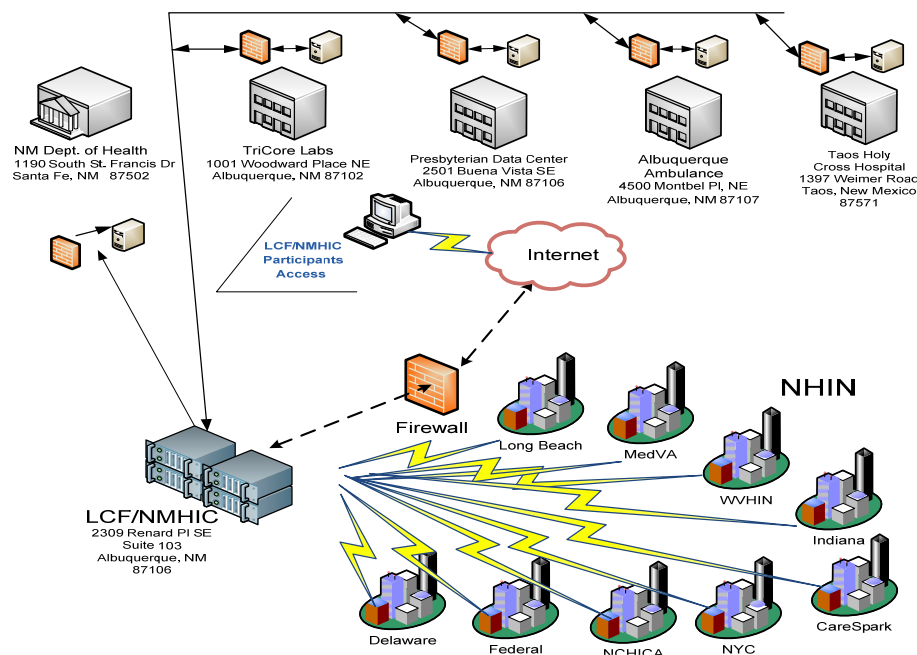 NM Dept. of Health
1190 South St. Francis Dr
Santa Fe, NM 87502
TriCore Labs
1001 Woodward Place NE
Albuquerque, NM 87102
Presbyterian Data Center
2501 Buena Vista SE
Albuquerque, NM 87106
Albuquerque
Ambulance
4500 Montbel Pl, NE
Albuquerque, NM 87107
Taos Holy
Cross Hospital
1397 Weimer Road
Taos, New Mexico
87571
LCF/NMHIC
Participants
Access
Internet
Firewall
NHIN
Long Beach
MedVA
WVHIN
Indiana
LCF/NMHIC
2309 Renard Pl SE
Suite 103
Albuquerque, NM
87106
CareSpark
Delaware
Federal
NCHICA
NYC